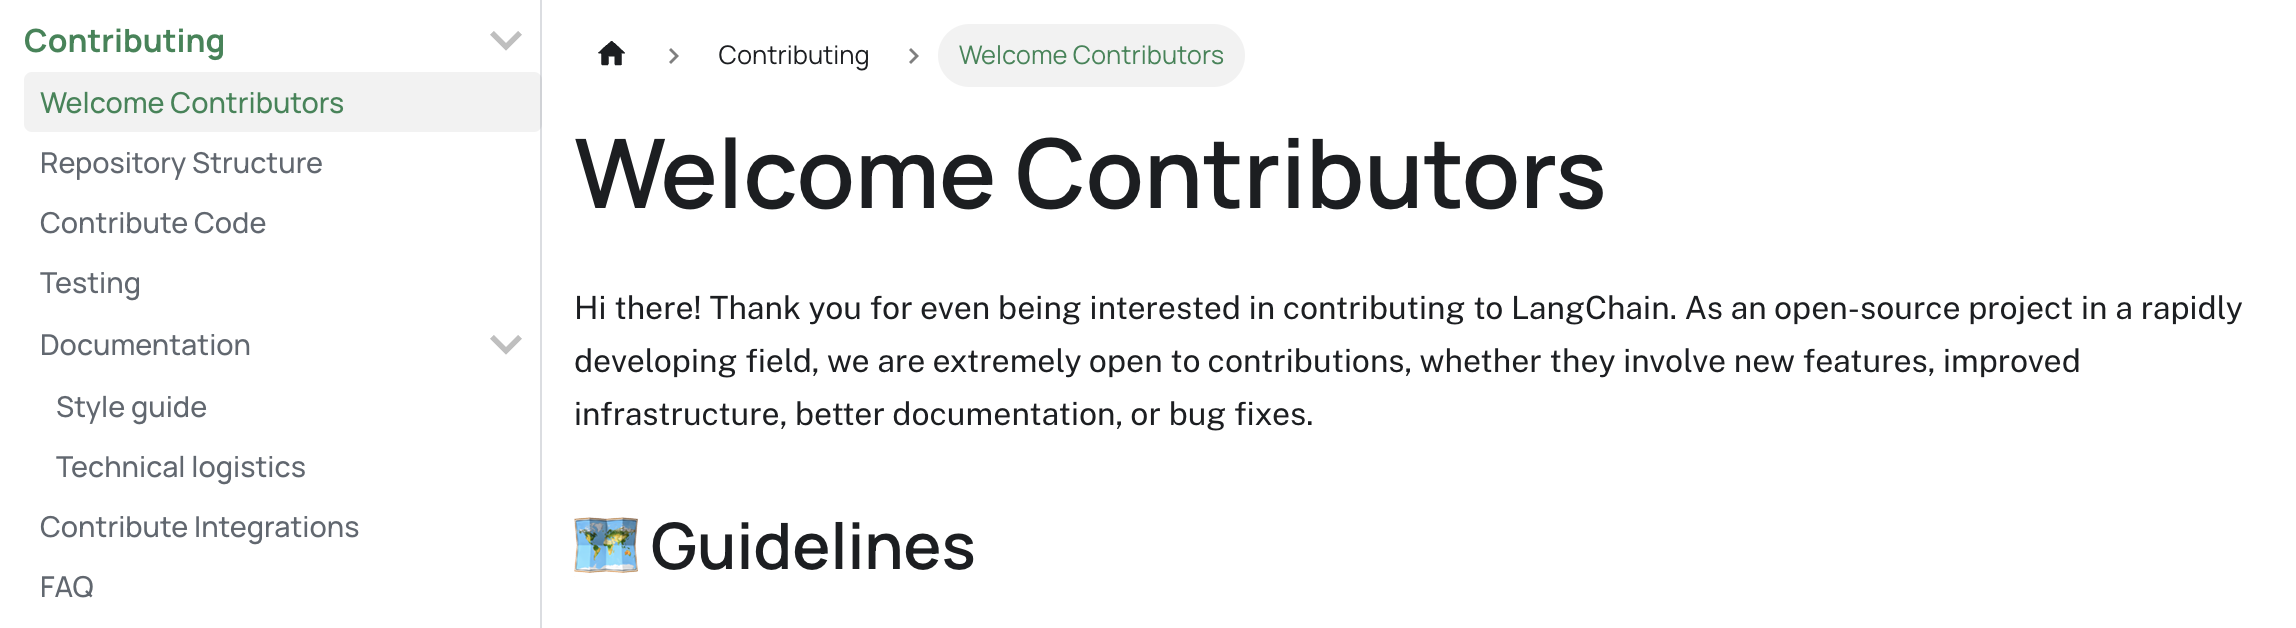 Contributing
Welcome Contributors
Repository Structure
Contribute Code
Testing
Documentation
Style guide
Technical logistics
Contribute Integrations
FAQ
Contributing
Welcome Contributors
Welcome Contributors
Hi there! Thank you for even being interested in contributing to LangChain. As an open-source project in a rapidly
developing field, we are extremely open to contributions, whether they involve new features, improved
infrastructure, better documentation, or bug fixes.
Guidelines